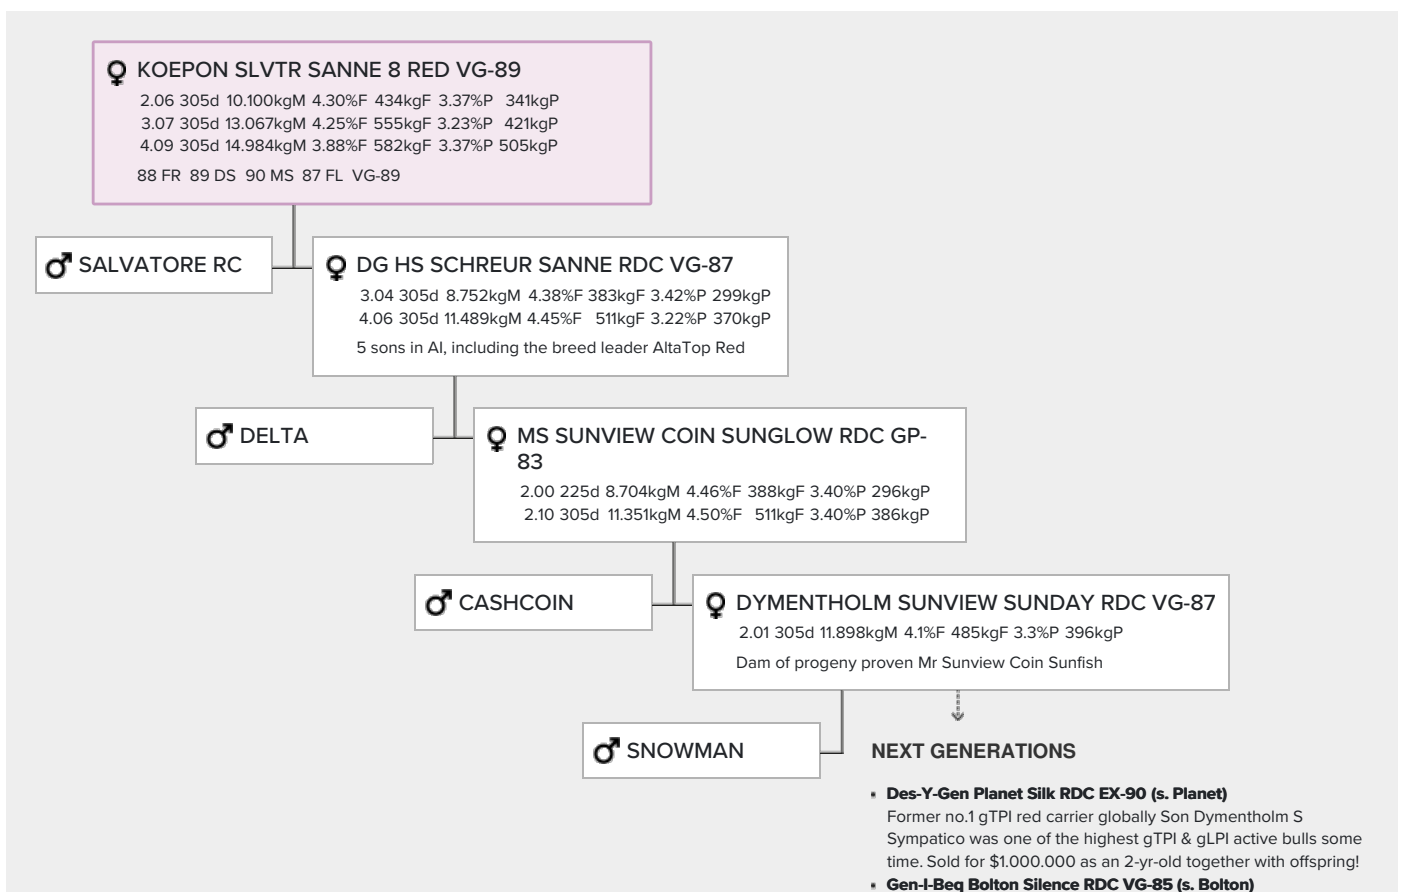 KOEPON SLVTR SANNE 8 RED VG-89
2.06 305d 10.100kgM 4.30%F 434kgF 3.37%P 341kgP
3.07 305d 13.067kgM 4.25%F 555kgF 3.23%P 421kgP
4.09 305d 14.984kgM 3.88%F 582kgF 3.37%P 505kgP
88 FR 89 DS 90 MS 87 FL VG-89
SALVATORE RC
DG HS SCHREUR SANNE RDC VG-87
3.04 305d 8.752kgM 4.38%F 383kgF 3.42%P 299kgP
4.06 305d 11.489kgM 4.45%F 511kgF 3.22%P 370kgP
5 sons in AI, including the breed leader AltaTop Red
DELTA
MS SUNVIEW COIN SUNGLOW RDC GP-
83
2.00 225d 8.704kgM 4.46%F 388kgF 3.40%P 296kgP
2.10 305d 11.351kgM 4.50%F 511kgF 3.40%P 386kgP
CASHCOIN
DYMENTHOLM SUNVIEW SUNDAY RDC VG-87
2.01 305d 11.898kgM 4.1%F 485kgF 3.3%P 396kgP
Dam of progeny proven Mr Sunview Coin Sunfish
SNOWMAN
NEXT GENERATIONS
Des-Y-Gen Planet Silk RDC EX-90 (s. Planet)
Former no.1 gTPI red carrier globally Son Dymentholm S
Sympatico was one of the highest gTPI & gLPI active bulls some
time. Sold for $1.000.000 as an 2-yr-old together with offspring!
Gen-I-Beq Bolton Silence RDC VG-85 (s. Bolton)